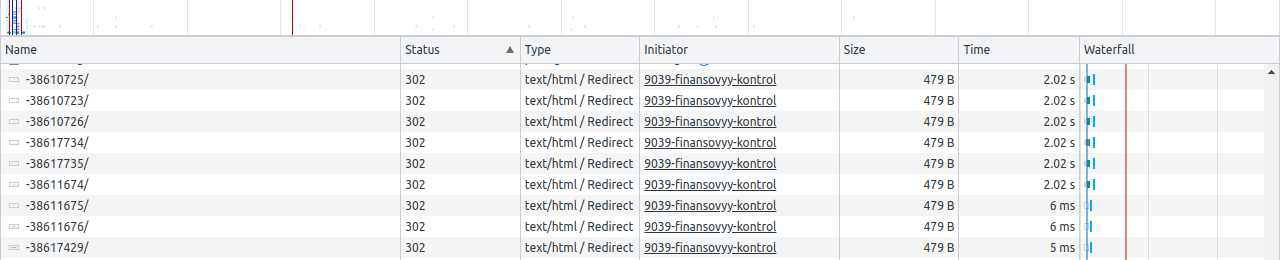 Name Status Type Initiator Size Time Waterfall
-38610725/ 302 text/html / Redirect 9039-finansovyy-kontrol 479 B 2.02 s
-38610723/ 302 text/html / Redirect 9039-finansovyy-kontrol 479 B 2.02 s
-38610726/ 302 text/html / Redirect 9039-finansovyy-kontrol 479 B 2.02 s
-38617734/ 302 text/html / Redirect 9039-finansovyy-kontrol 479 B 2.02 s
-38617735/ 302 text/html / Redirect 9039-finansovyy-kontrol 479 B 2.02 s
-38611674/ 302 text/html / Redirect 9039-finansovyy-kontrol 479 B 2.02 s
-38611675/ 302 text/html / Redirect 9039-finansovyy-kontrol 479 B 6 ms
-38611676/ 302 text/html / Redirect 9039-finansovyy-kontrol 479 B 6 ms
-38617429/ 302 text/html / Redirect 9039-finansovyy-kontrol 479 B 5 ms